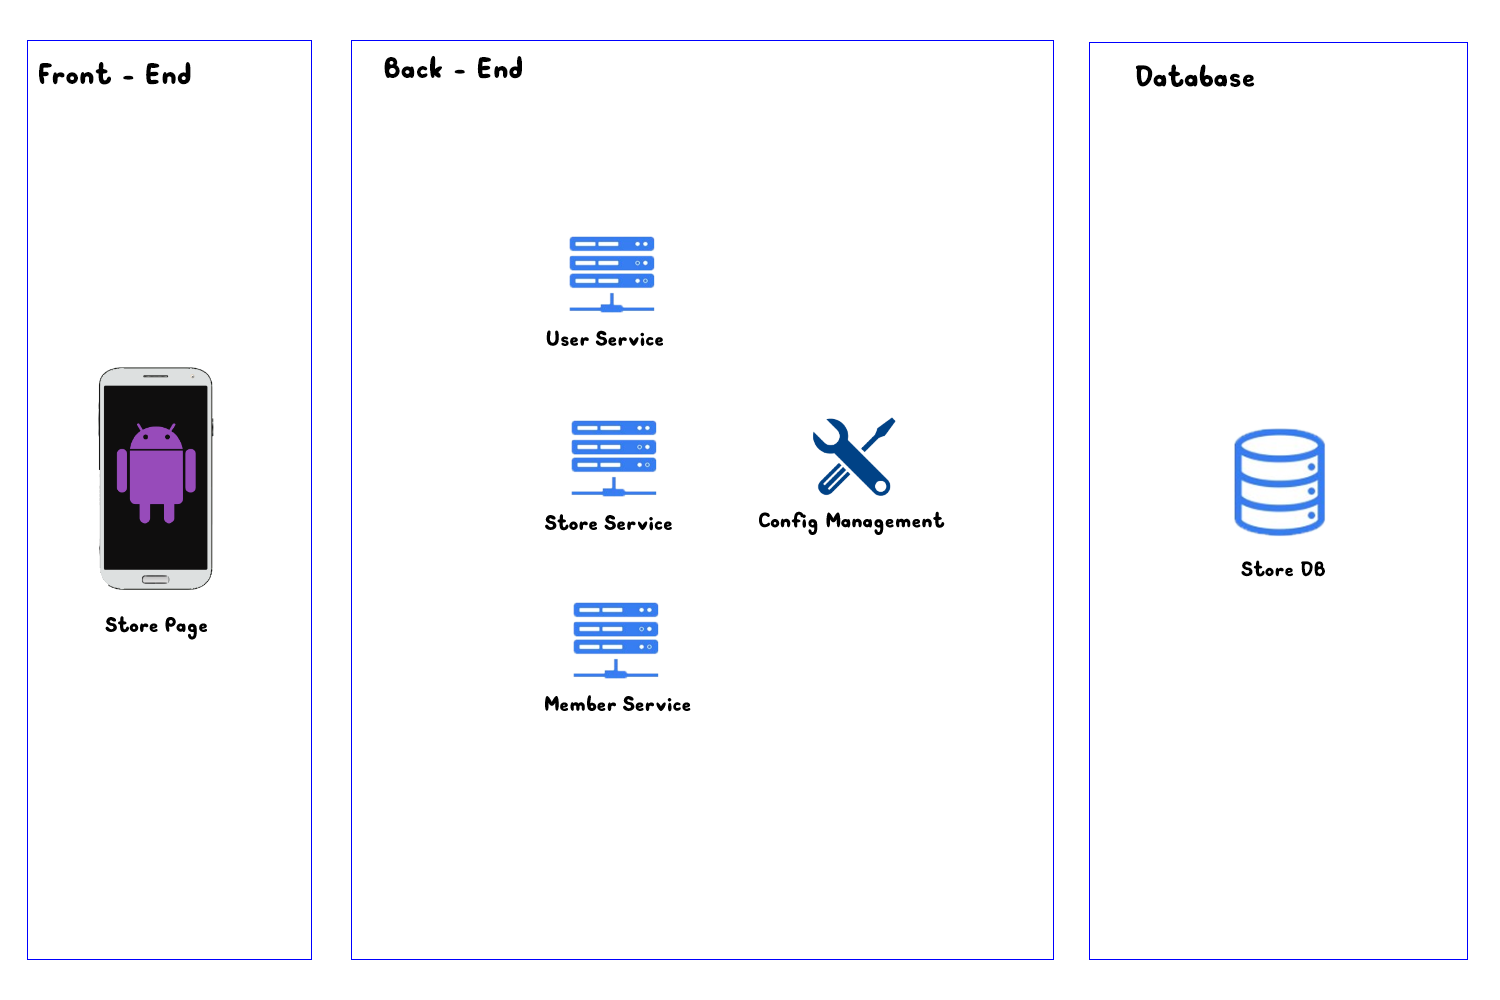 Front - End
Back - End
Database
User Service
Store Service
Config Management
Store DB
Store Page
Member Service